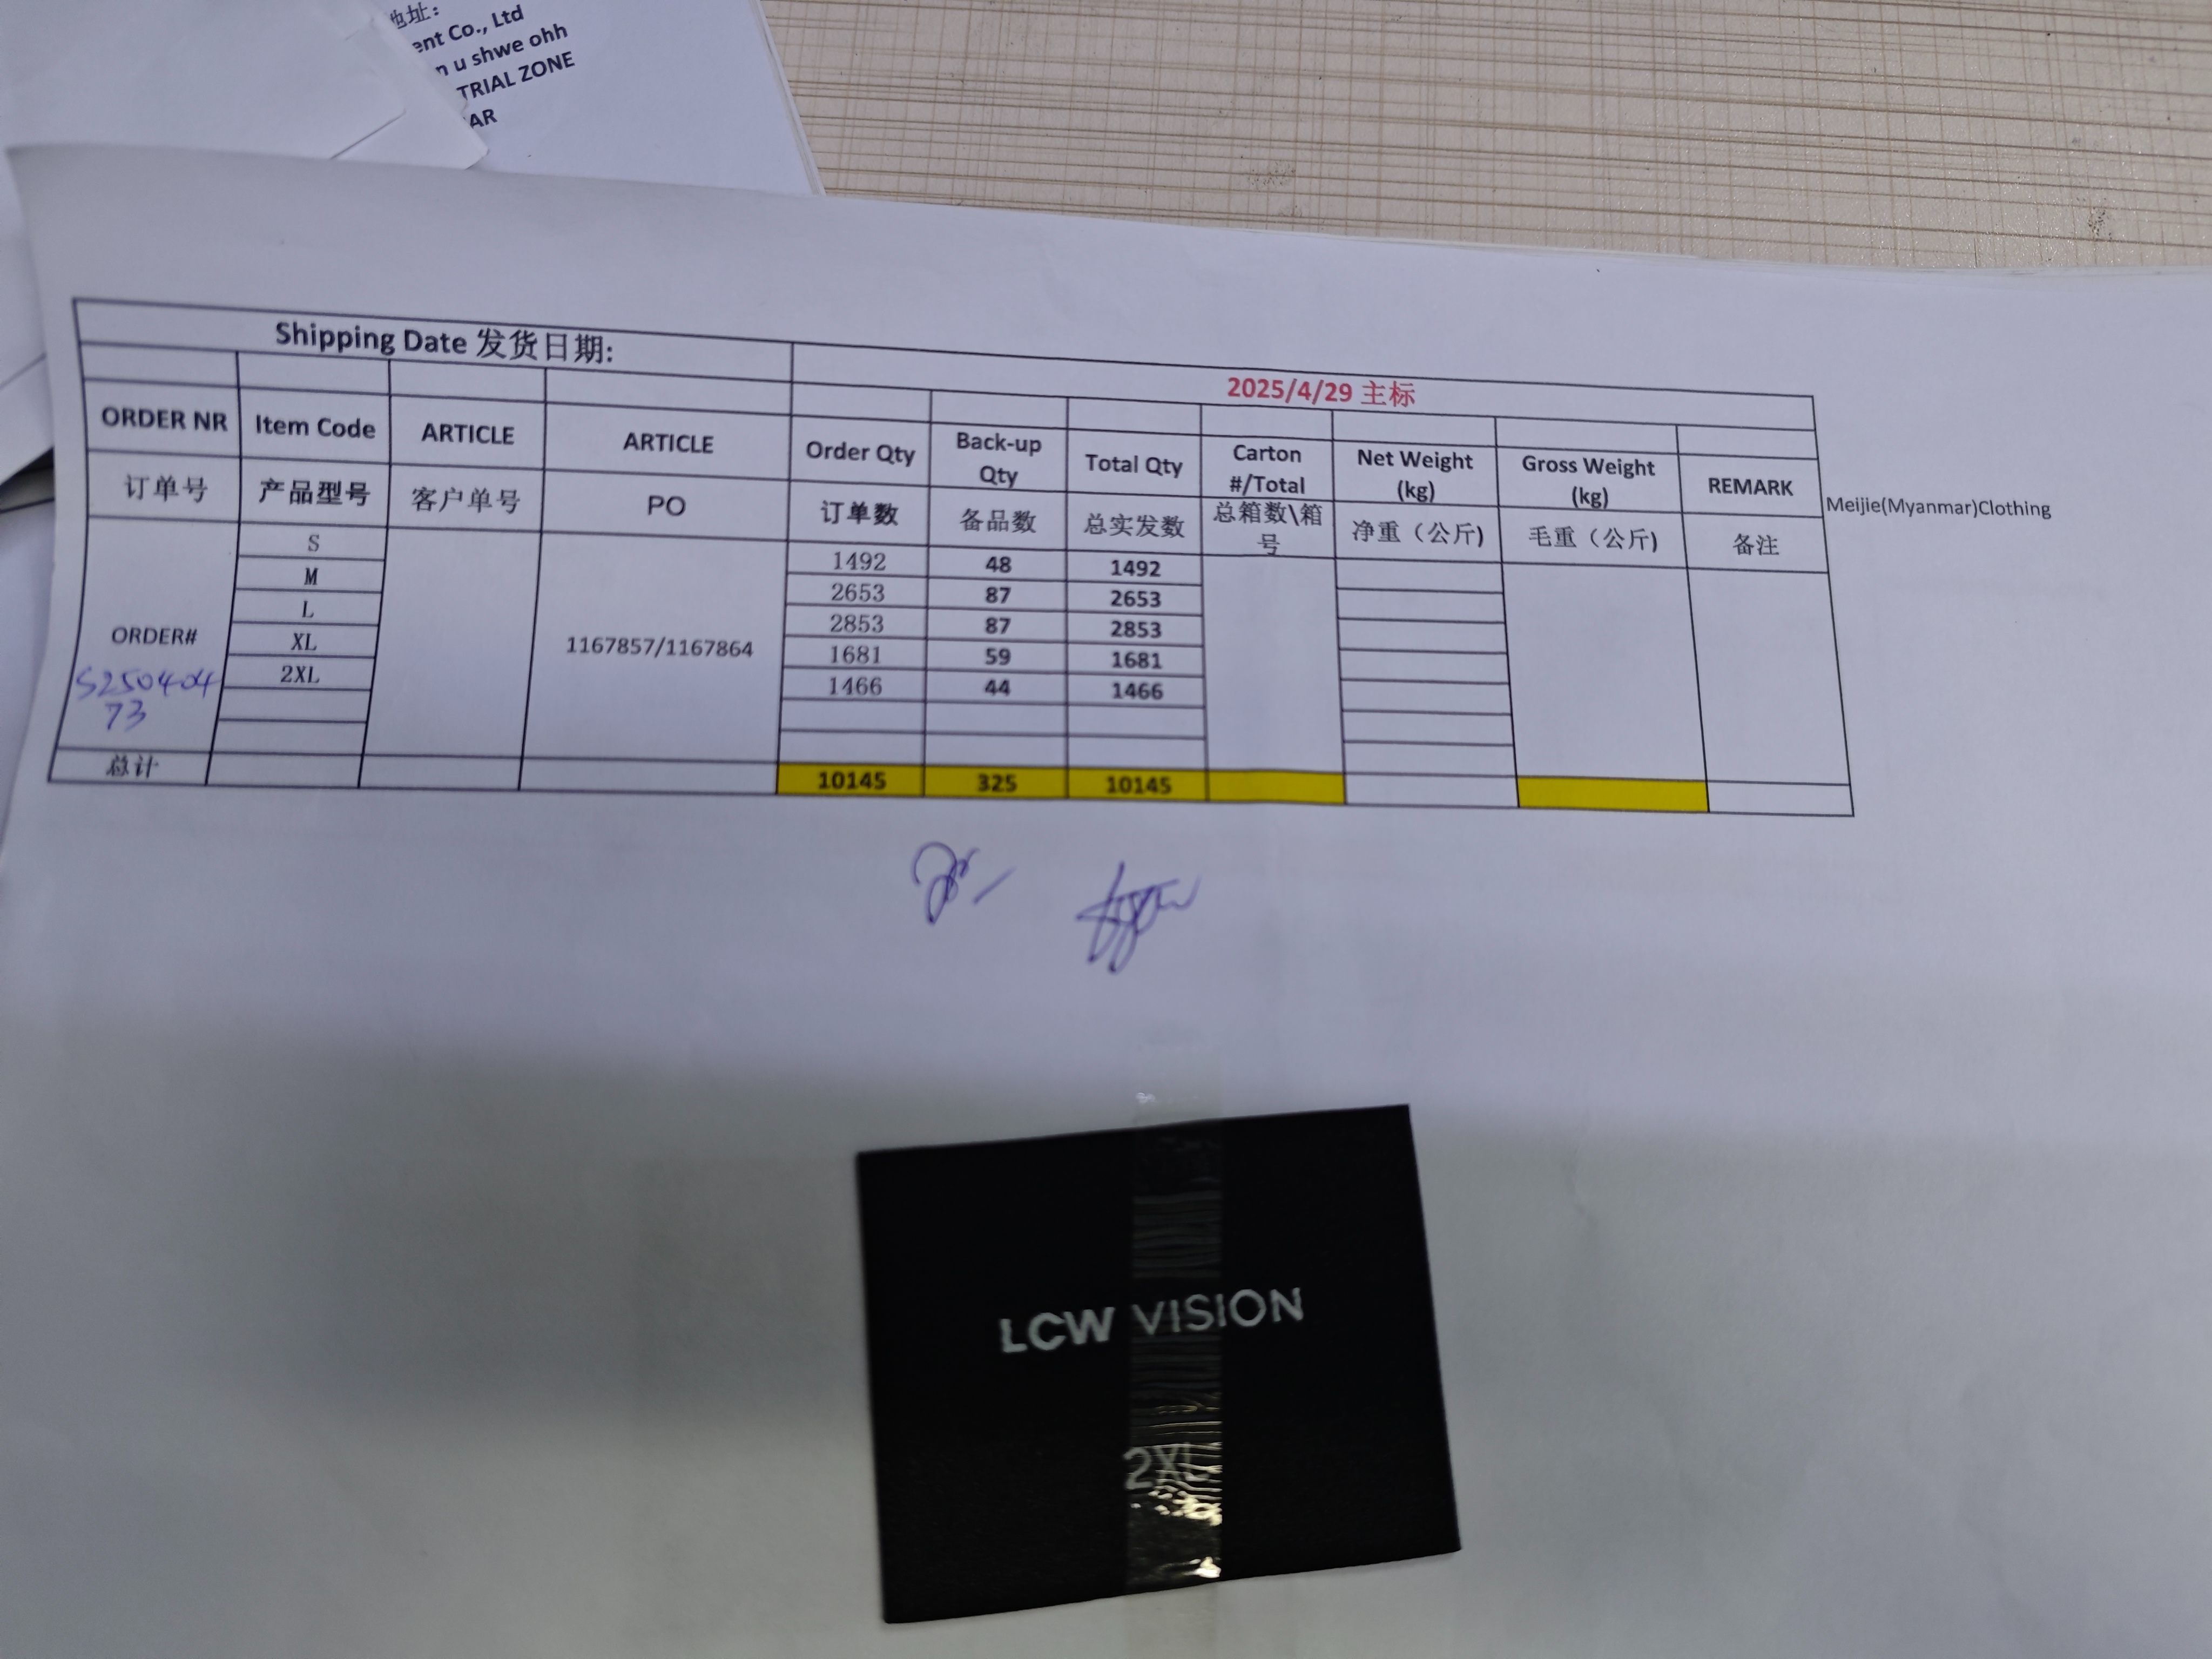 地址:
ent Co., Ltd
n u shwe ohh
TRIAL ZONE
AR
Shipping Date 发货日期:
2025/4/29 主标
ORDER NR Item Code ARTICLE ARTICLE Order Qty Back-up Qty Total Qty Carton #/Total Net Weight (kg) Gross Weight (kg) REMARK
订单号 产品型号 客户单号 PO 订单数 备品数 总实发数 总箱数\箱号 净重（公斤) 毛重（公斤) 备注
Meijie(Myanmar)Clothing
S 1492 48 1492
M 2653 87 2653
L 2853 87 2853
ORDER# XL 1167857/1167864 1681 59 1681
S250404 2XL 1466 44 1466
73
总计 10145 325 10145
LCW VISION
2XL